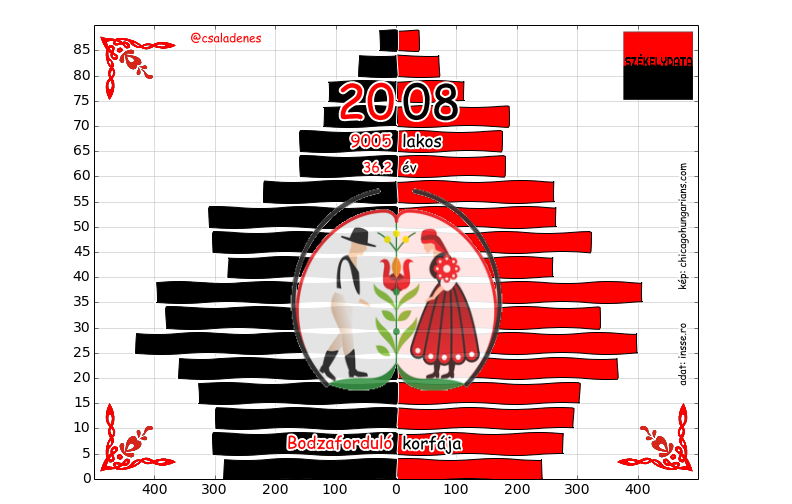 @csaladenes
SZÉKELYDATA
2008
9005 lakos
36.2 év
kép: chicagohungarians.com
adat: insse.ro
Bodzaforduló korfája
85
80
75
70
65
60
55
50
45
40
35
30
25
20
15
10
5
0
400 300 200 100 0 100 200 300 400